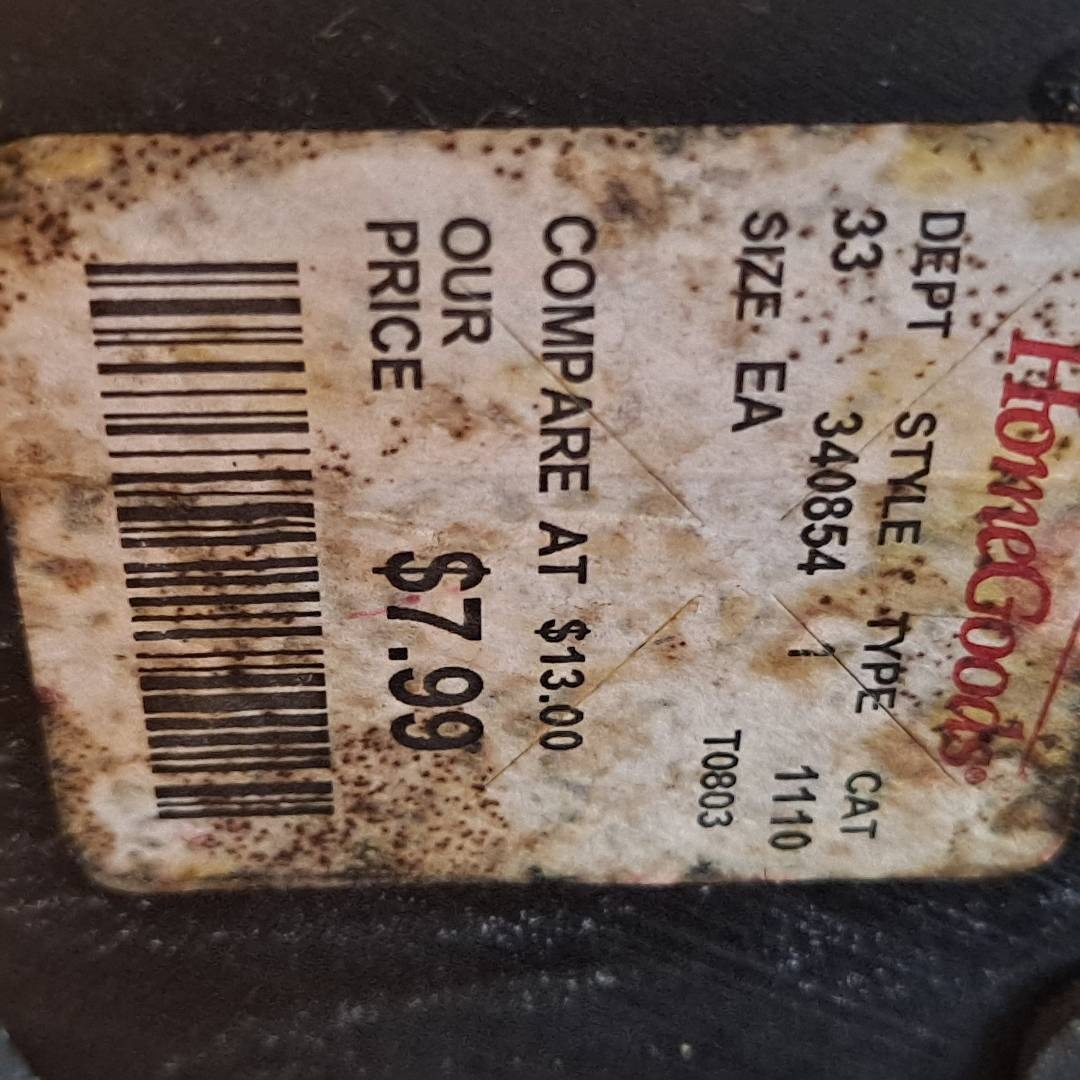 HomeGoods®
DEPT STYLE TYPE CAT
33 340854 1 1110
SIZE EA T0803
COMPARE AT $13.00
OUR
PRICE $7.99